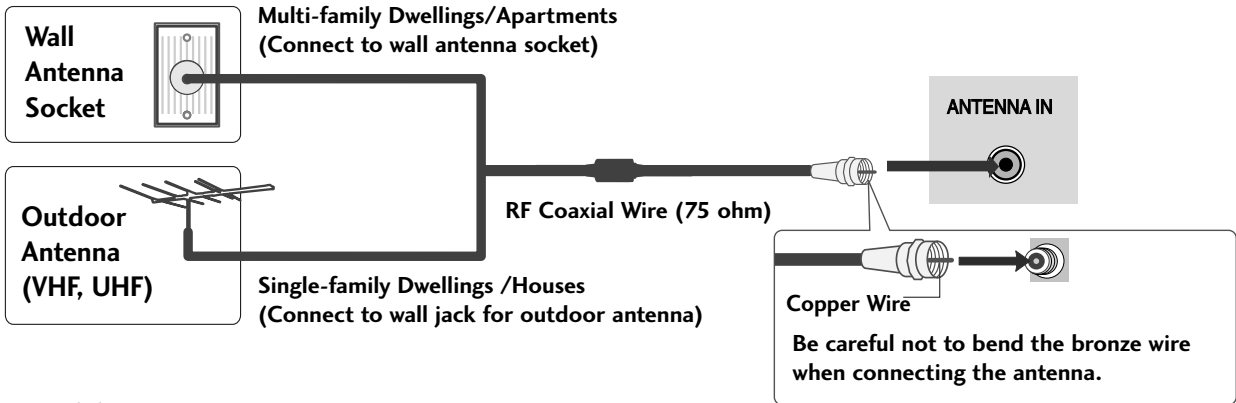 Wall
Antenna
Socket
Multi-family Dwellings/Apartments
(Connect to wall antenna socket)
ANTENNA IN
RF Coaxial Wire (75 ohm)
Outdoor
Antenna
(VHF, UHF)
Single-family Dwellings /Houses
(Connect to wall jack for outdoor antenna)
Copper Wire
Be careful not to bend the bronze wire
when connecting the antenna.